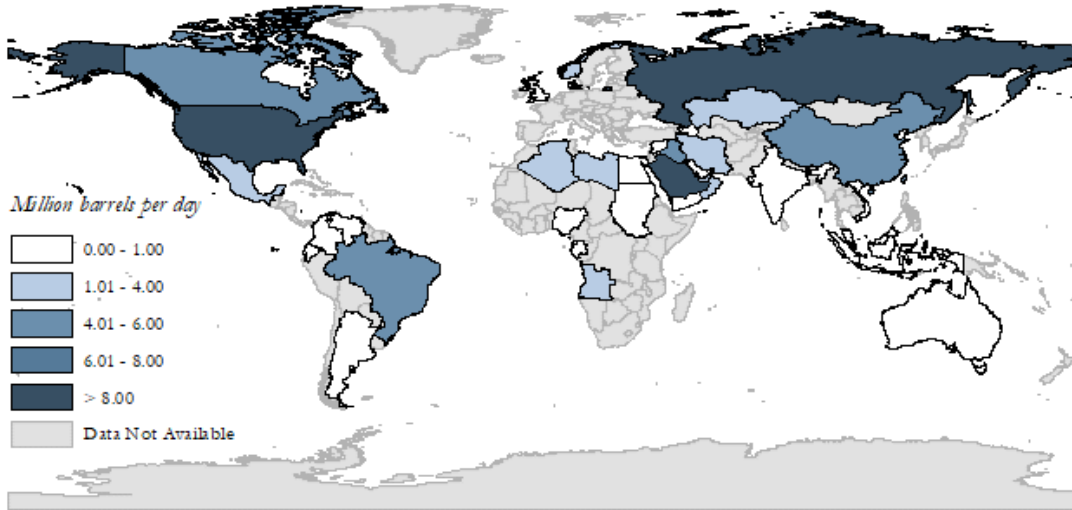 Million barrels per day
0.00 - 1.00
1.01 - 4.00
4.01 - 6.00
6.01 - 8.00
> 8.00
Data Not Available